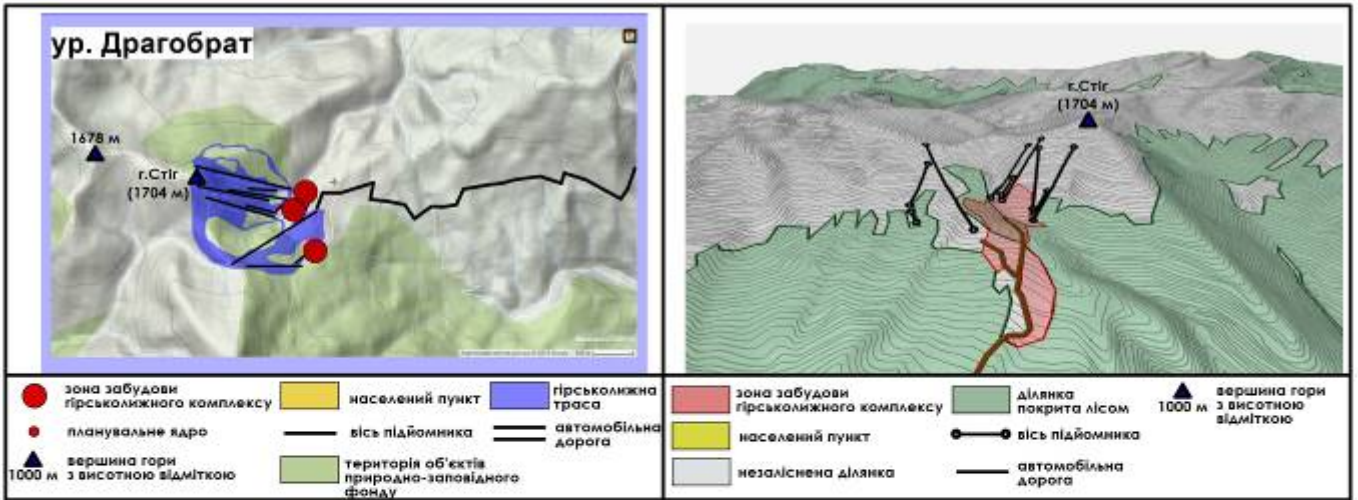 ур. Драгобрат
1678 м
г.Стіг
(1704 м)
г.Стіг
(1704 м)
зона забудови
гірськолижного комплексу
планувальне ядро
1000 м
вершина гори
з висотною відміткою
населений пункт
вісь підйомника
територія об'єктів
природно-заповідного
фонду
гірськолижна
траса
автомобільна
дорога
зона забудови
гірськолижного комплексу
населений пункт
незаліснена ділянка
ділянка
покрита лісом
вісь підйомника
автомобільна
дорога
1000 м
вершина гори
з висотною
відміткою